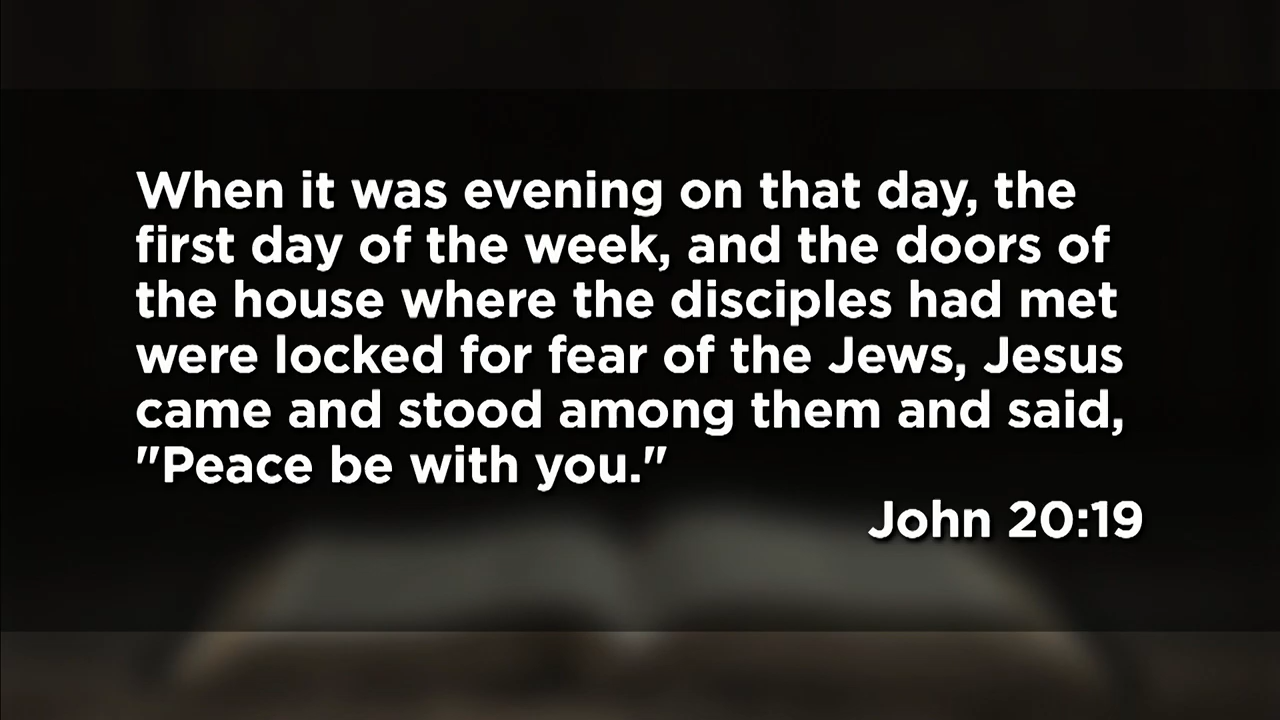 When it was evening on that day, the
first day of the week, and the doors of
the house where the disciples had met
were locked for fear of the Jews, Jesus
came and stood among them and said,
"Peace be with you."
John 20:19